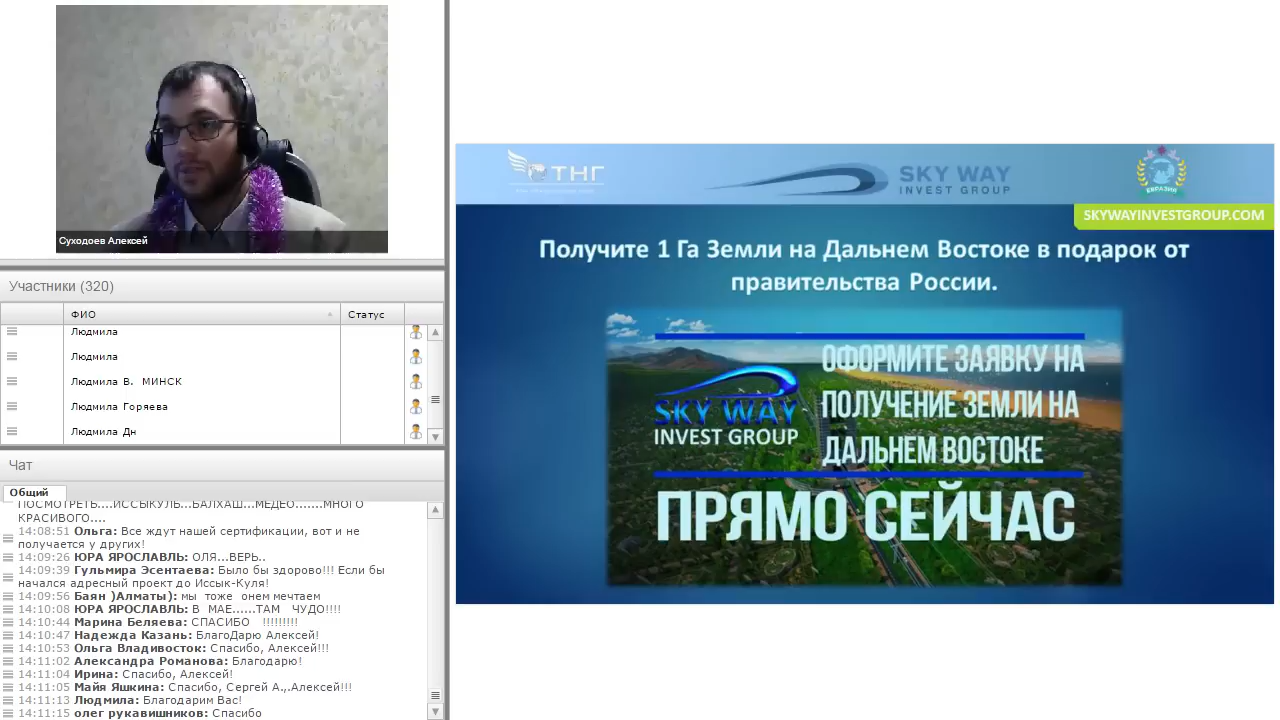 Суходоев Алексей
Участники (320)
ФИО
Статус
Людмила
Людмила
Людмила В. МИНСК
Людмила Горяева
Людмила Дн
Чат
Общий
ПОСМОТРЕТЬ....ИССЫКУЛЬ...БАЛХАШ...МЕДЕО.......МНОГО
КРАСИВОГО....
14:08:51 Ольга: Все ждут нашей сертификации, вот и не
получается у других!
14:09:26 ЮРА ЯРОСЛАВЛЬ: ОЛЯ...ВЕРЬ..
14:09:39 Гульмира Эсентаева: Было бы здорово!!! Если бы
начался адресный проект до Иссык-Куля!
14:09:56 Баян )Алматы): мы тоже онем мечтаем
14:10:08 ЮРА ЯРОСЛАВЛЬ: В МАЕ......ТАМ ЧУДО!!!!
14:10:44 Марина Беляева: СПАСИБО !!!!!!!!!
14:10:47 Надежда Казань: БлагоДарю Алексей!
14:10:53 Ольга Владивосток: Спасибо, Алексей!!!
14:11:02 Александра Романова: Благодарю!
14:11:04 Ирина: Спасибо, Алексей!
14:11:05 Майя Яшкина: Спасибо, Сергей А.,.Алексей!!!
14:11:13 Людмила: Благодарим Вас!
14:11:15 олег рукавишников: Спасибо
ТНГ
SKY WAY
INVEST GROUP
ЕВРАЗИЯ
SKYWAYINVESTGROUP.COM
Получите 1 Га Земли на Дальнем Востоке в подарок от
правительства России.
SKY WAY
INVEST GROUP
ОФОРМИТЕ ЗАЯВКУ НА
ПОЛУЧЕНИЕ ЗЕМЛИ НА
ДАЛЬНЕМ ВОСТОКЕ
ПРЯМО СЕЙЧАС